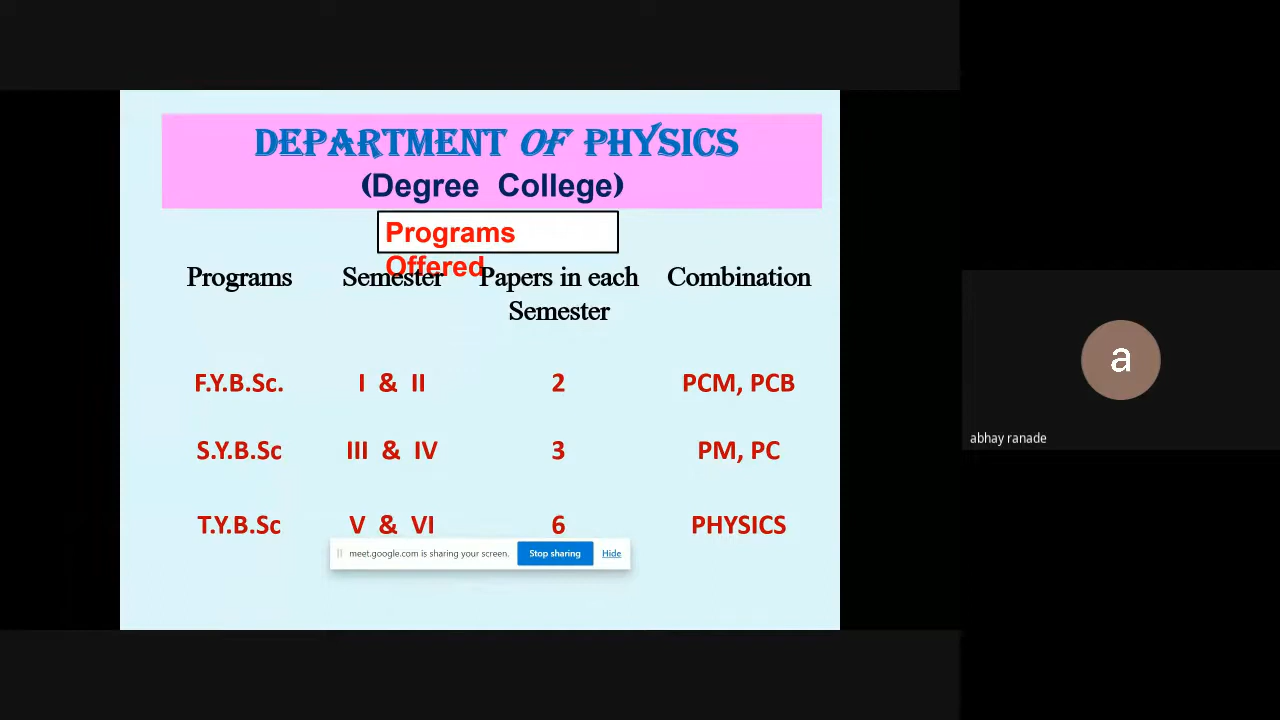 DEPARTMENT OF PHYSICS
(Degree College)
Programs
Offered
Programs Semester Papers in each Semester Combination
F.Y.B.Sc. I & II 2 PCM, PCB
S.Y.B.Sc III & IV 3 PM, PC
T.Y.B.Sc V & VI 6 PHYSICS
meet.google.com is sharing your screen. Stop sharing Hide
a
abhay ranade